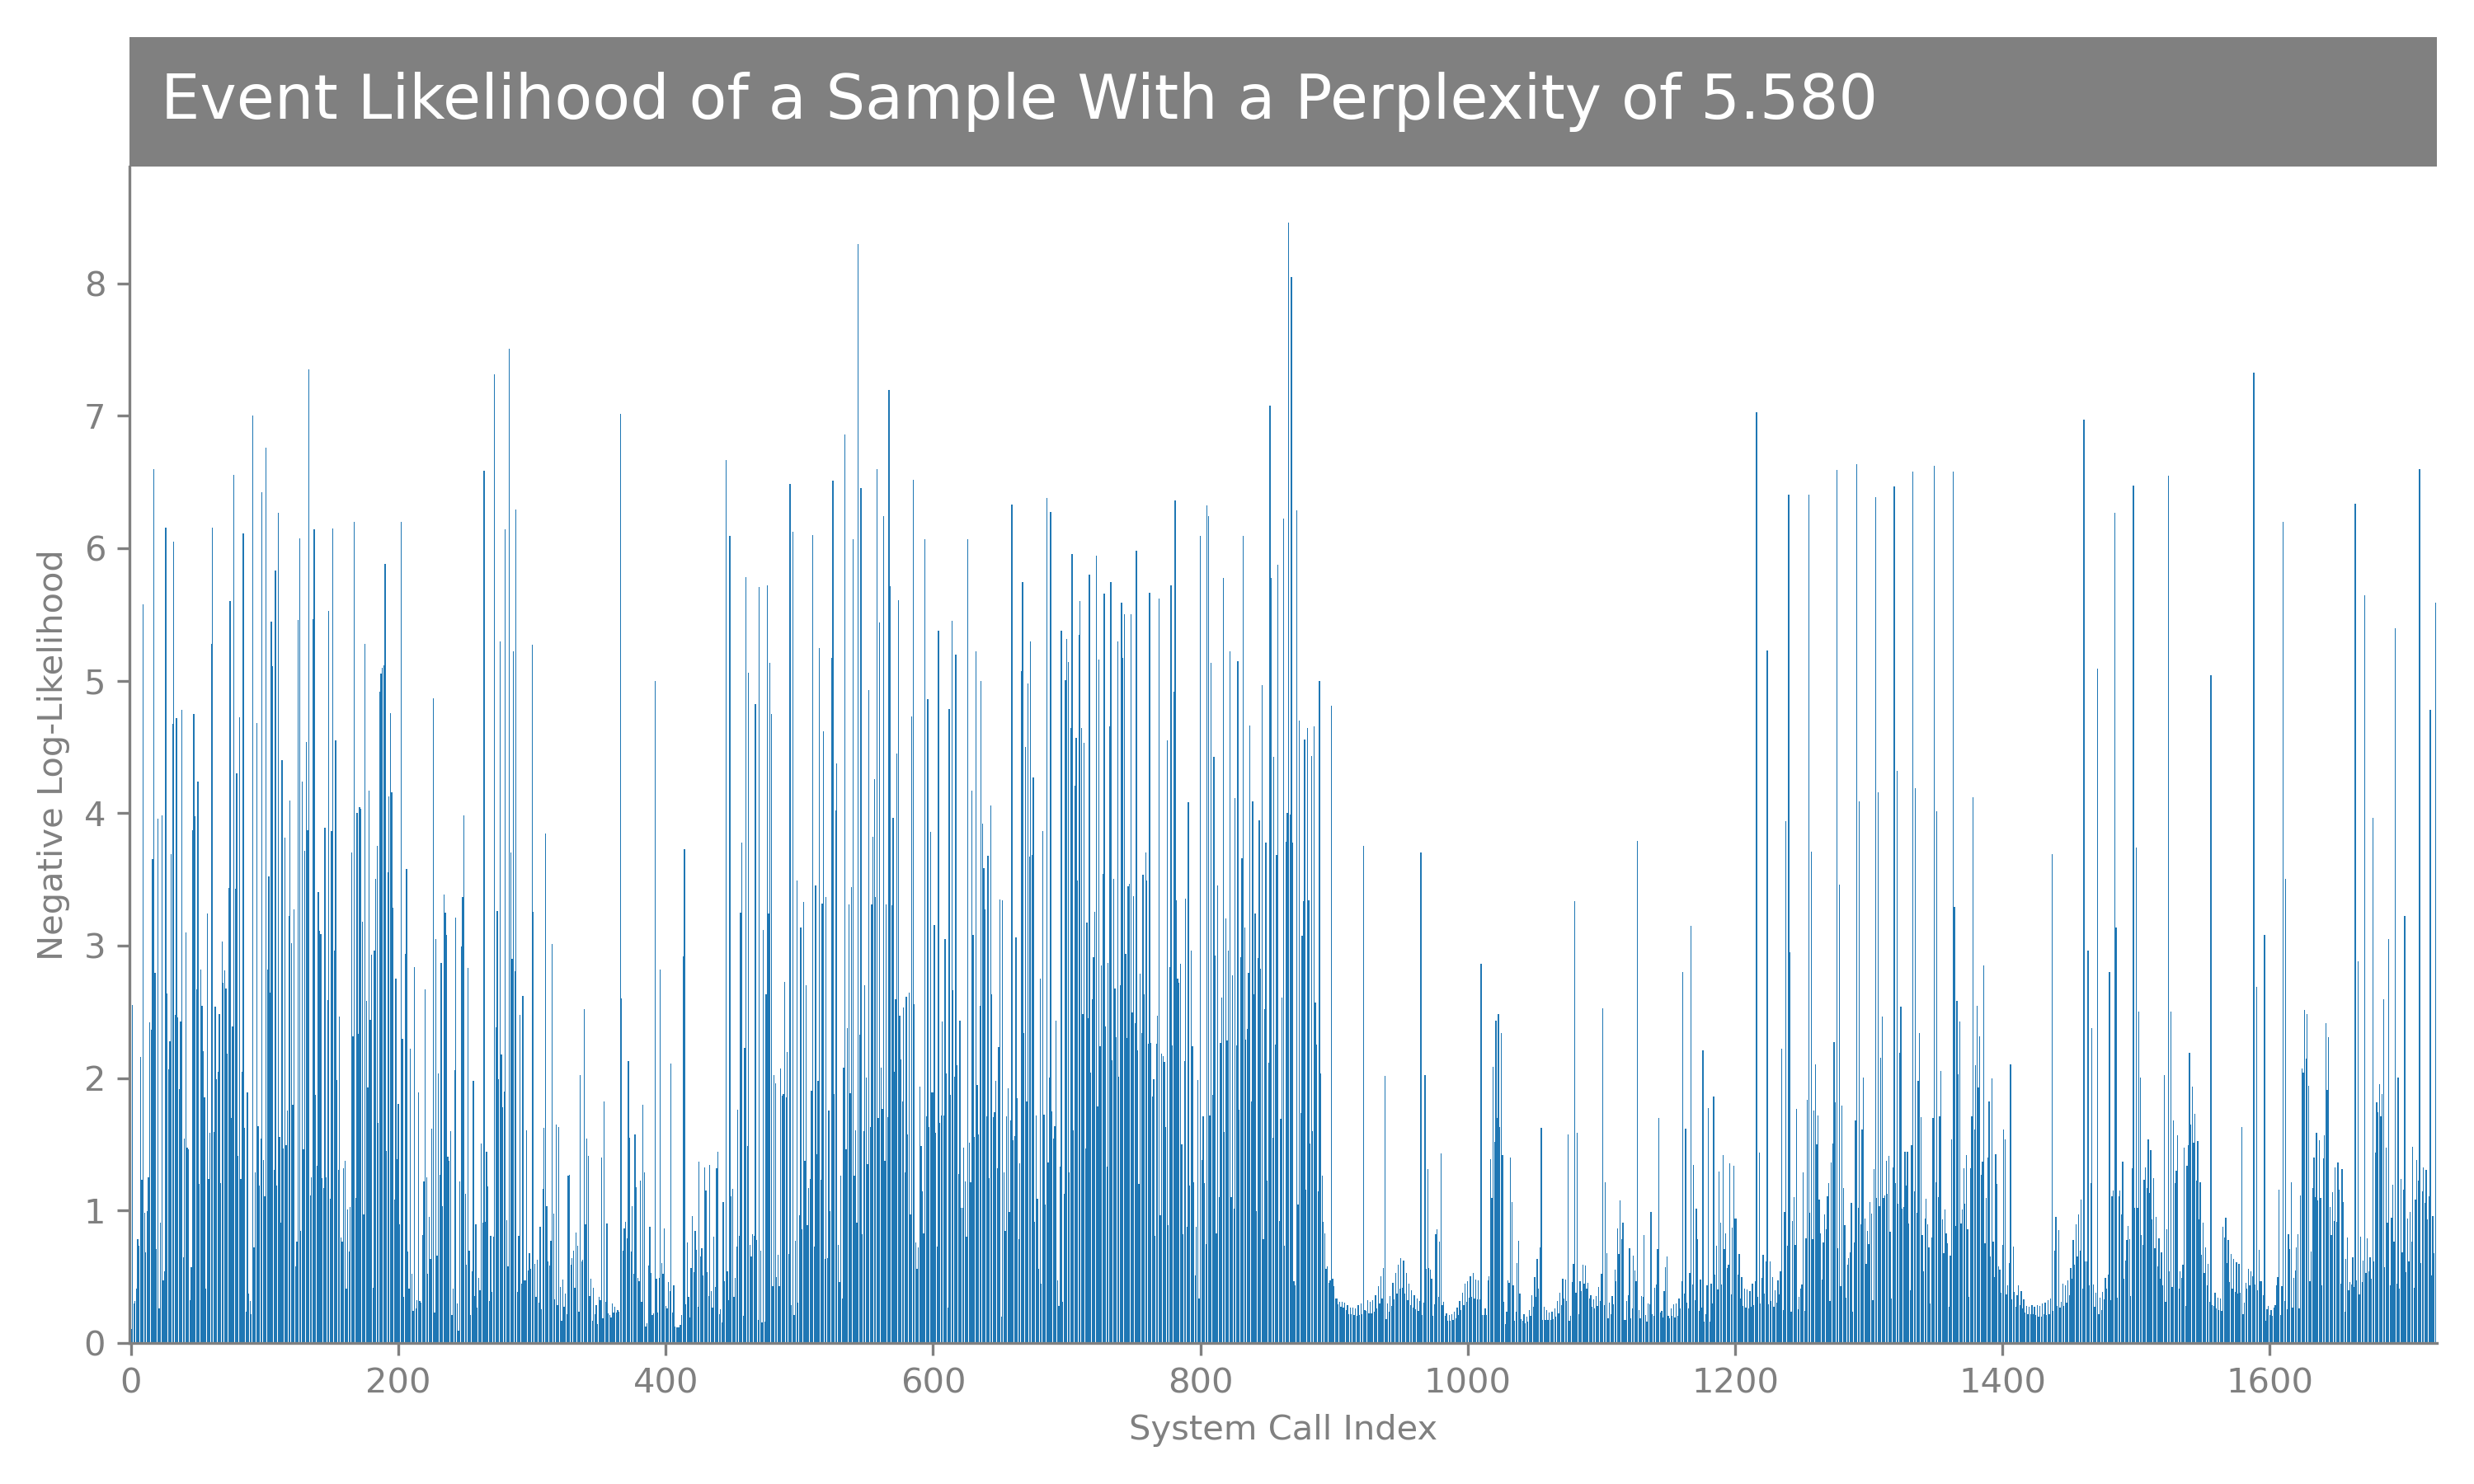 Event Likelihood of a Sample With a Perplexity of 5.580
8
7
6
5
4
3
2
1
0
Negative Log-Likelihood
0 200 400 600 800 1000 1200 1400 1600
System Call Index